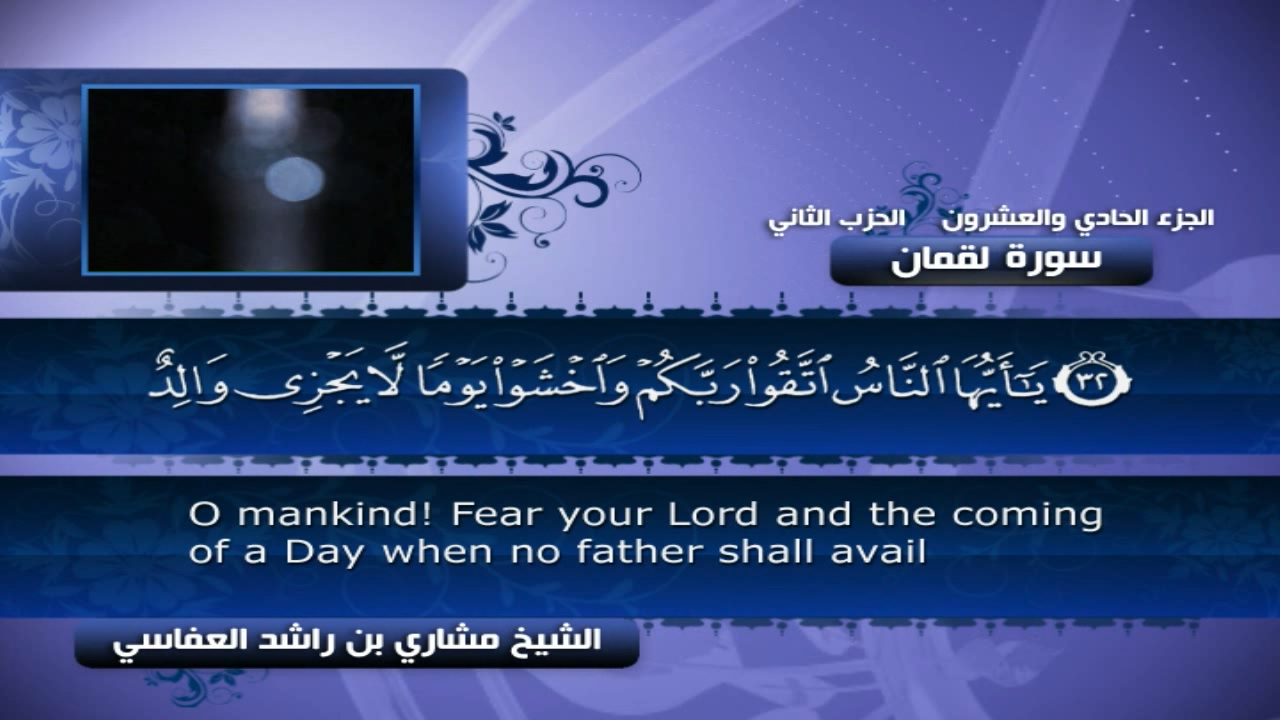 الجزء الحادي والعشرون الحزب الثاني
سورة لقمان
٣٢ يَـٰٓأَيُّهَا ٱلنَّاسُ ٱتَّقُوا۟ رَبَّكُمْ وَٱخْشَوْا۟ يَوْمًا لَّا يَجْزِى وَالِدٌ
O mankind! Fear your Lord and the coming
of a Day when no father shall avail
الشيخ مشاري بن راشد العفاسي